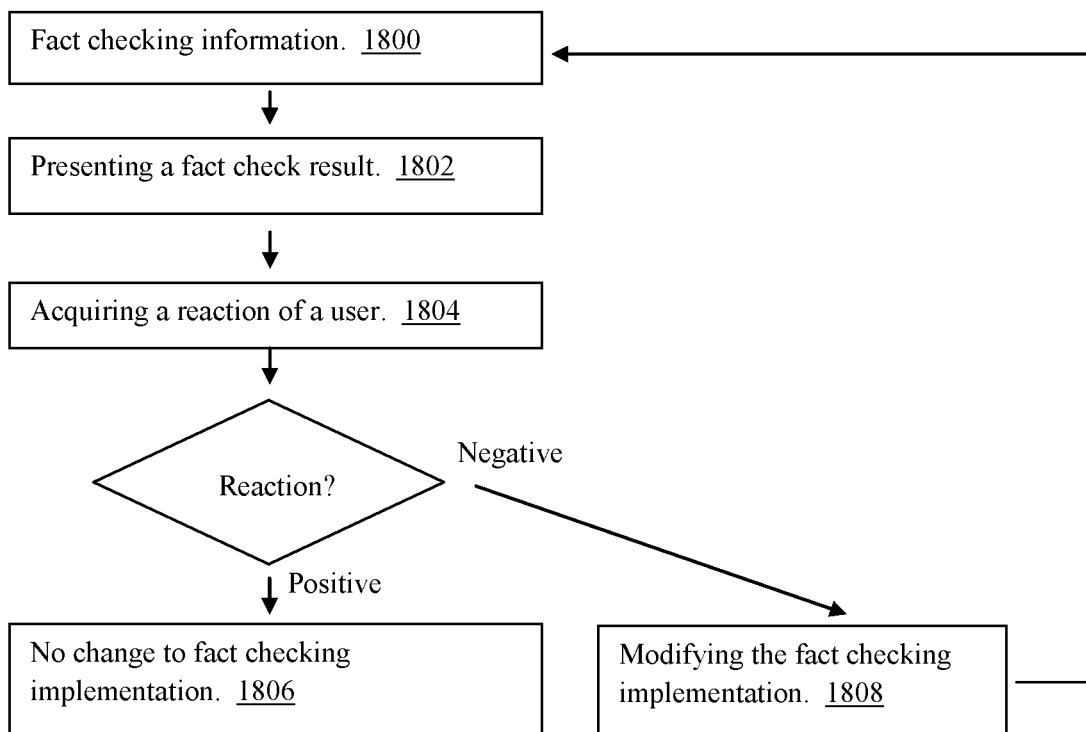 Fact checking information. 1800
Presenting a fact check result. 1802
Acquiring a reaction of a user. 1804
Negative
Reaction?
Positive
No change to fact checking
implementation. 1806
Modifying the fact checking
implementation. 1808